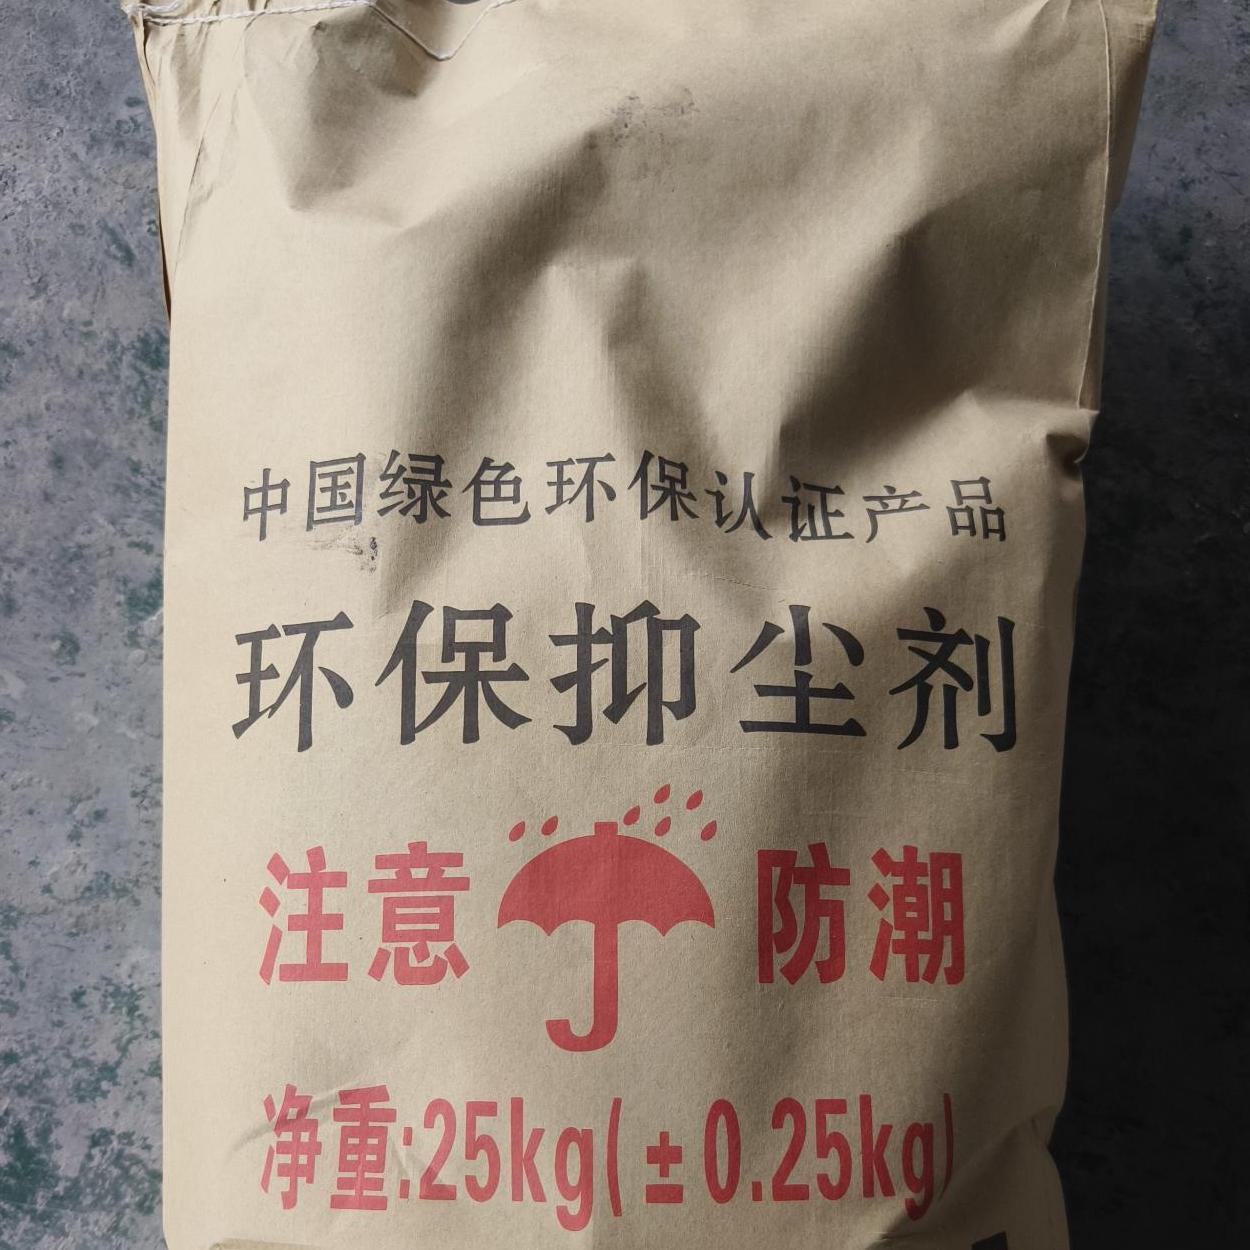 中国绿色环保认证产品
环保抑尘剂
注意 防潮
净重:25kg(±0.25kg)